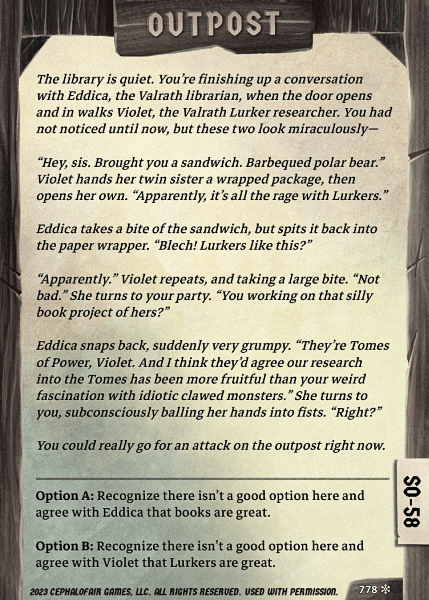 OUTPOST
The library is quiet. You're finishing up a conversation
with Eddica, the Valrath librarian, when the door opens
and in walks Violet, the Valrath Lurker researcher. You had
not noticed until now, but these two look miraculously—
“Hey, sis. Brought you a sandwich. Barbequed polar bear.”
Violet hands her twin sister a wrapped package, then
opens her own. “Apparently, it's all the rage with Lurkers.”
Eddica takes a bite of the sandwich, but spits it back into
the paper wrapper. “Blech! Lurkers like this?”
“Apparently.” Violet repeats, and taking a large bite. “Not
bad.” She turns to your party. “You working on that silly
book project of hers?”
Eddica snaps back, suddenly very grumpy. “They're Tomes
of Power, Violet. And I think they'd agree our research
into the Tomes has been more fruitful than your weird
fascination with idiotic clawed monsters.” She turns to
you, subconsciously balling her hands into fists. “Right?”
You could really go for an attack on the outpost right now.
Option A: Recognize there isn't a good option here and
agree with Eddica that books are great.
Option B: Recognize there isn't a good option here and
agree with Violet that Lurkers are great.
SO-58
2023 CEPHALOFAIR GAMES, LLC. ALL RIGHTS RESERVED. USED WITH PERMISSION.
778